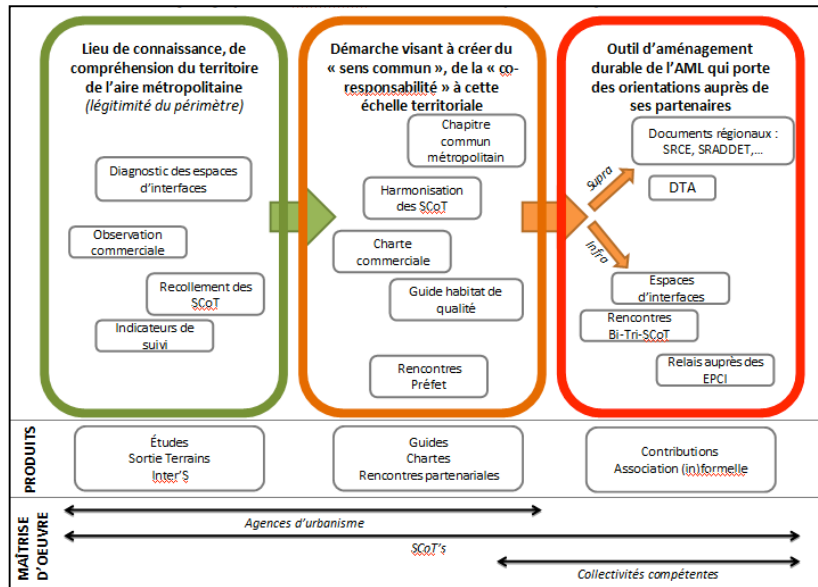 Lieu de connaissance, de
compréhension du territoire
de l'aire métropolitaine
(légitimité du périmètre)
Diagnostic des espaces
d'interfaces
Observation
commerciale
Recollement des
SCoT
Indicateurs de
suivi
Démarche visant à créer du
« sens commun », de la « co-
responsabilité » à cette
échelle territoriale
Chapitre
commun
métropolitain
Harmonisation
des SCoT
Charte
commerciale
Guide habitat de
qualité
Rencontres
Préfet
Outil d'aménagement
durable de l'AML qui porte
des orientations auprès de
ses partenaires
Documents régionaux :
SRCE, SRADDET,...
Supra
DTA
Infra
Espaces
d'interfaces
Rencontres
Bi-Tri-SCoT
Relais auprès des
EPCI
PRODUITS
Études
Sortie Terrains
Inter'S
Guides
Chartes
Rencontres partenariales
Contributions
Association (in)formelle
MAÎTRISE
D'OEUVRE
Agences d'urbanisme
SCoT's
Collectivités compétentes